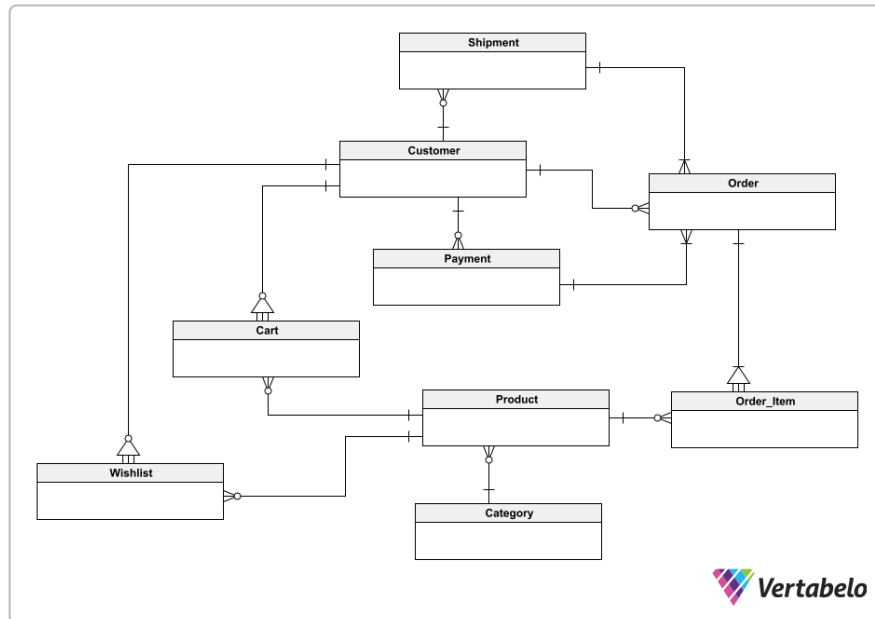 Shipment
Customer
Order
Payment
Cart
Product
Order_Item
Wishlist
Category
Vertabelo